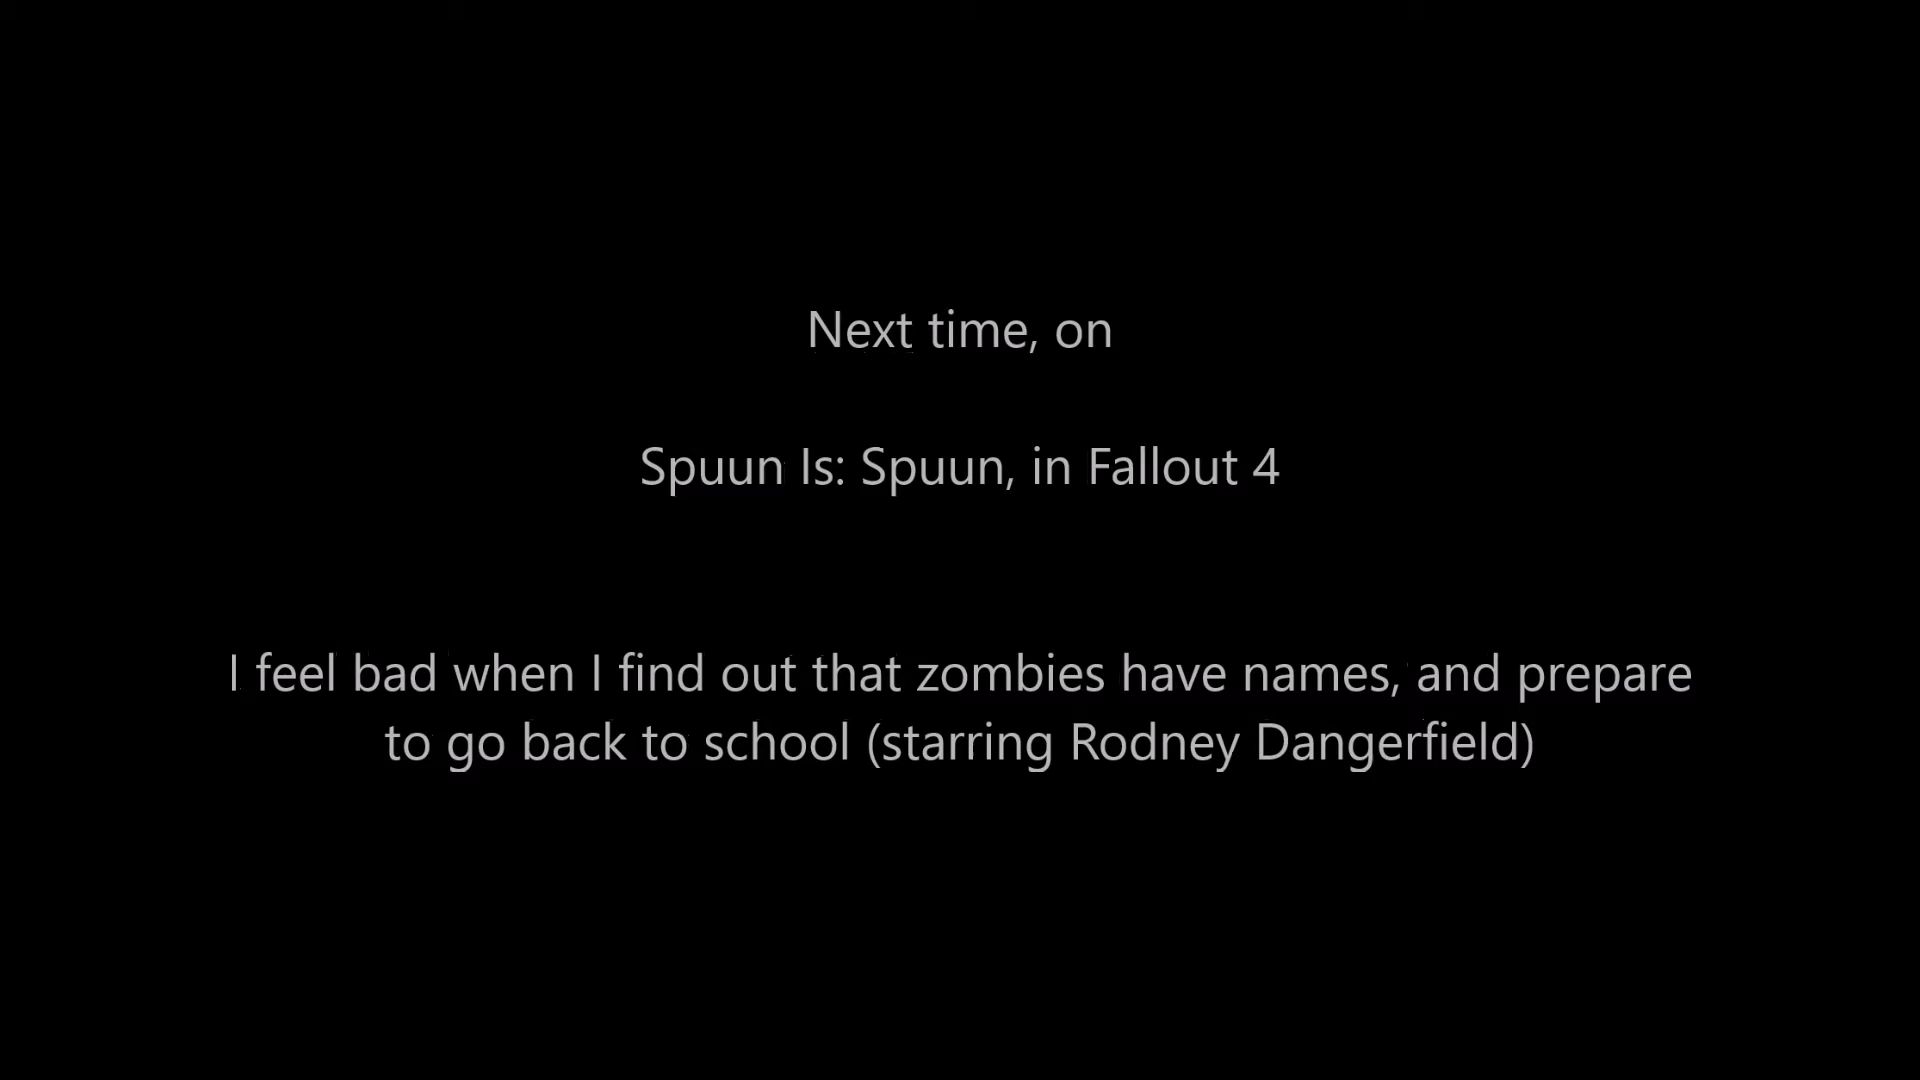 Next time, on
Spuun Is: Spuun, in Fallout 4
I feel bad when I find out that zombies have names, and prepare
to go back to school (starring Rodney Dangerfield)